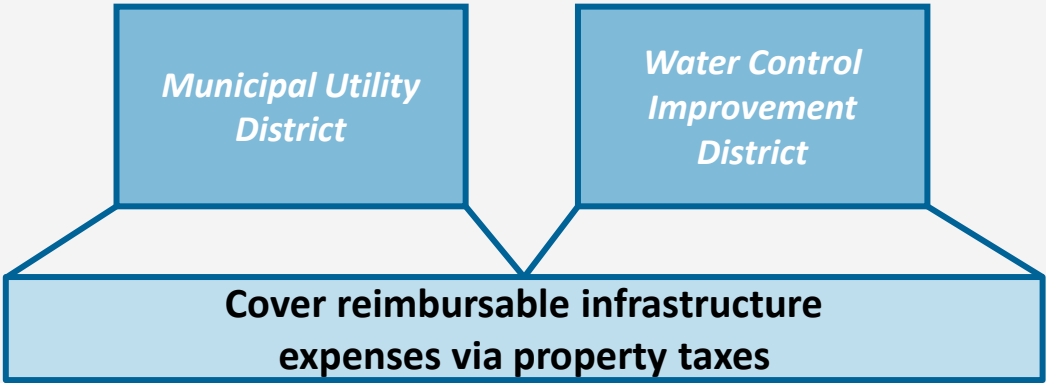 Municipal Utility
District
Water Control
Improvement
District
Cover reimbursable infrastructure
expenses via property taxes